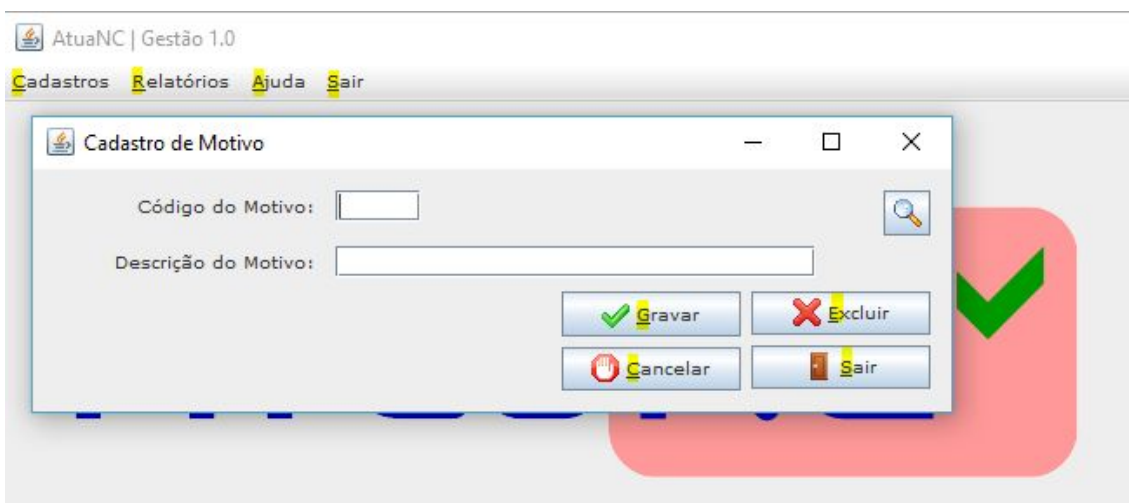 AtuaNC | Gestão 1.0
Cadastros Relatórios Ajuda Sair
Cadastro de Motivo
Código do Motivo:
Descrição do Motivo:
Gravar Excluir
Cancelar Sair